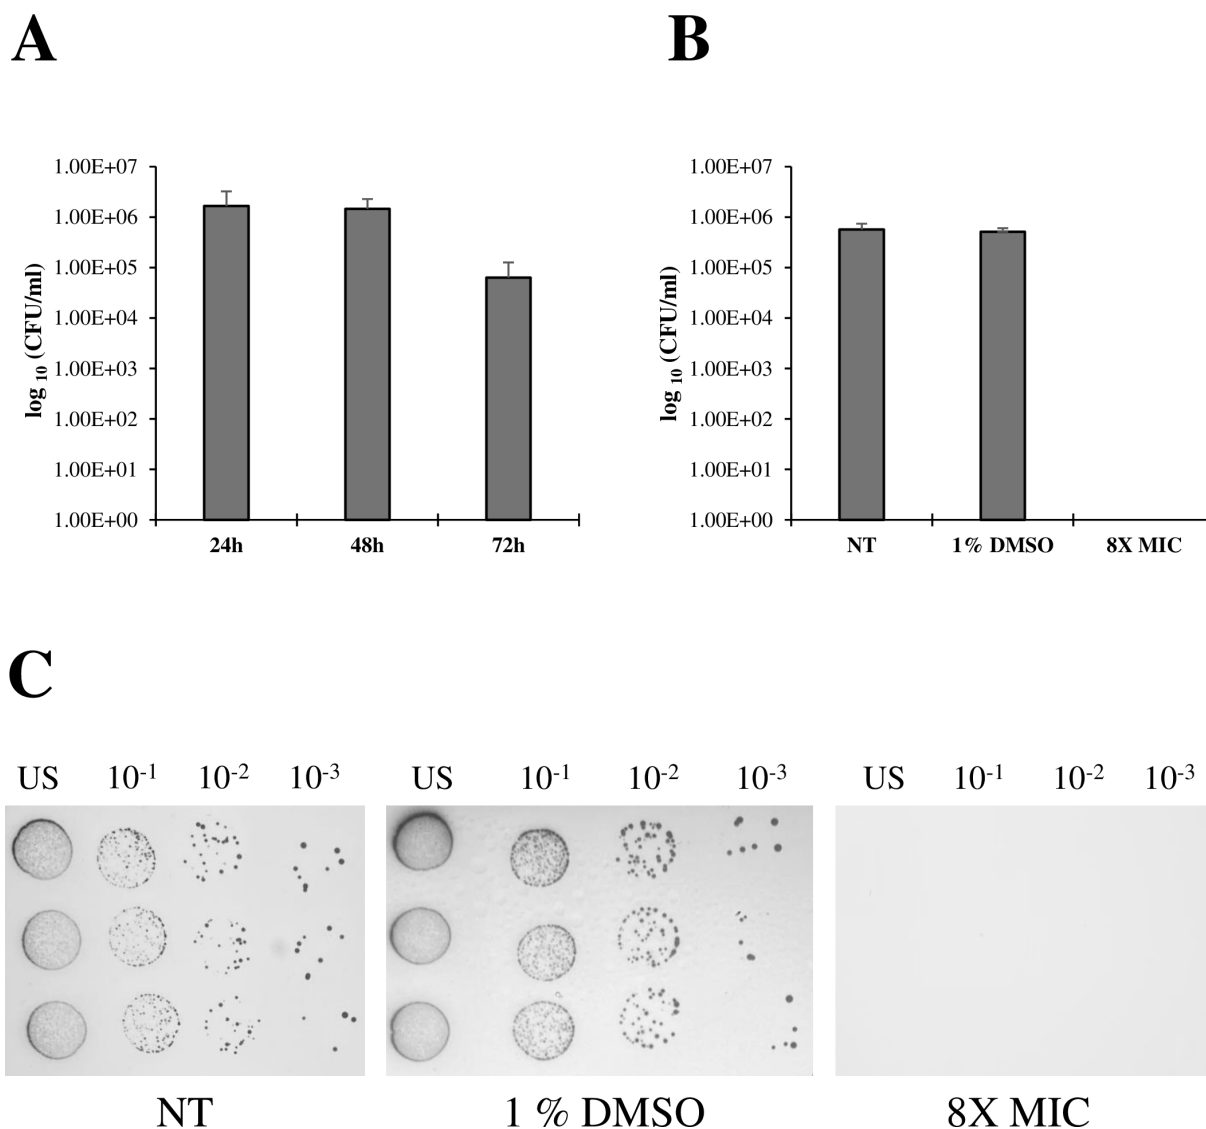 A
B
log 10 (CFU/ml)
1.00E+07
1.00E+06
1.00E+05
1.00E+04
1.00E+03
1.00E+02
1.00E+01
1.00E+00
24h 48h 72h
log 10 (CFU/ml)
1.00E+07
1.00E+06
1.00E+05
1.00E+04
1.00E+03
1.00E+02
1.00E+01
1.00E+00
NT 1% DMSO 8X MIC
C
US 10-1 10-2 10-3 US 10-1 10-2 10-3 US 10-1 10-2 10-3
NT 1 % DMSO 8X MIC